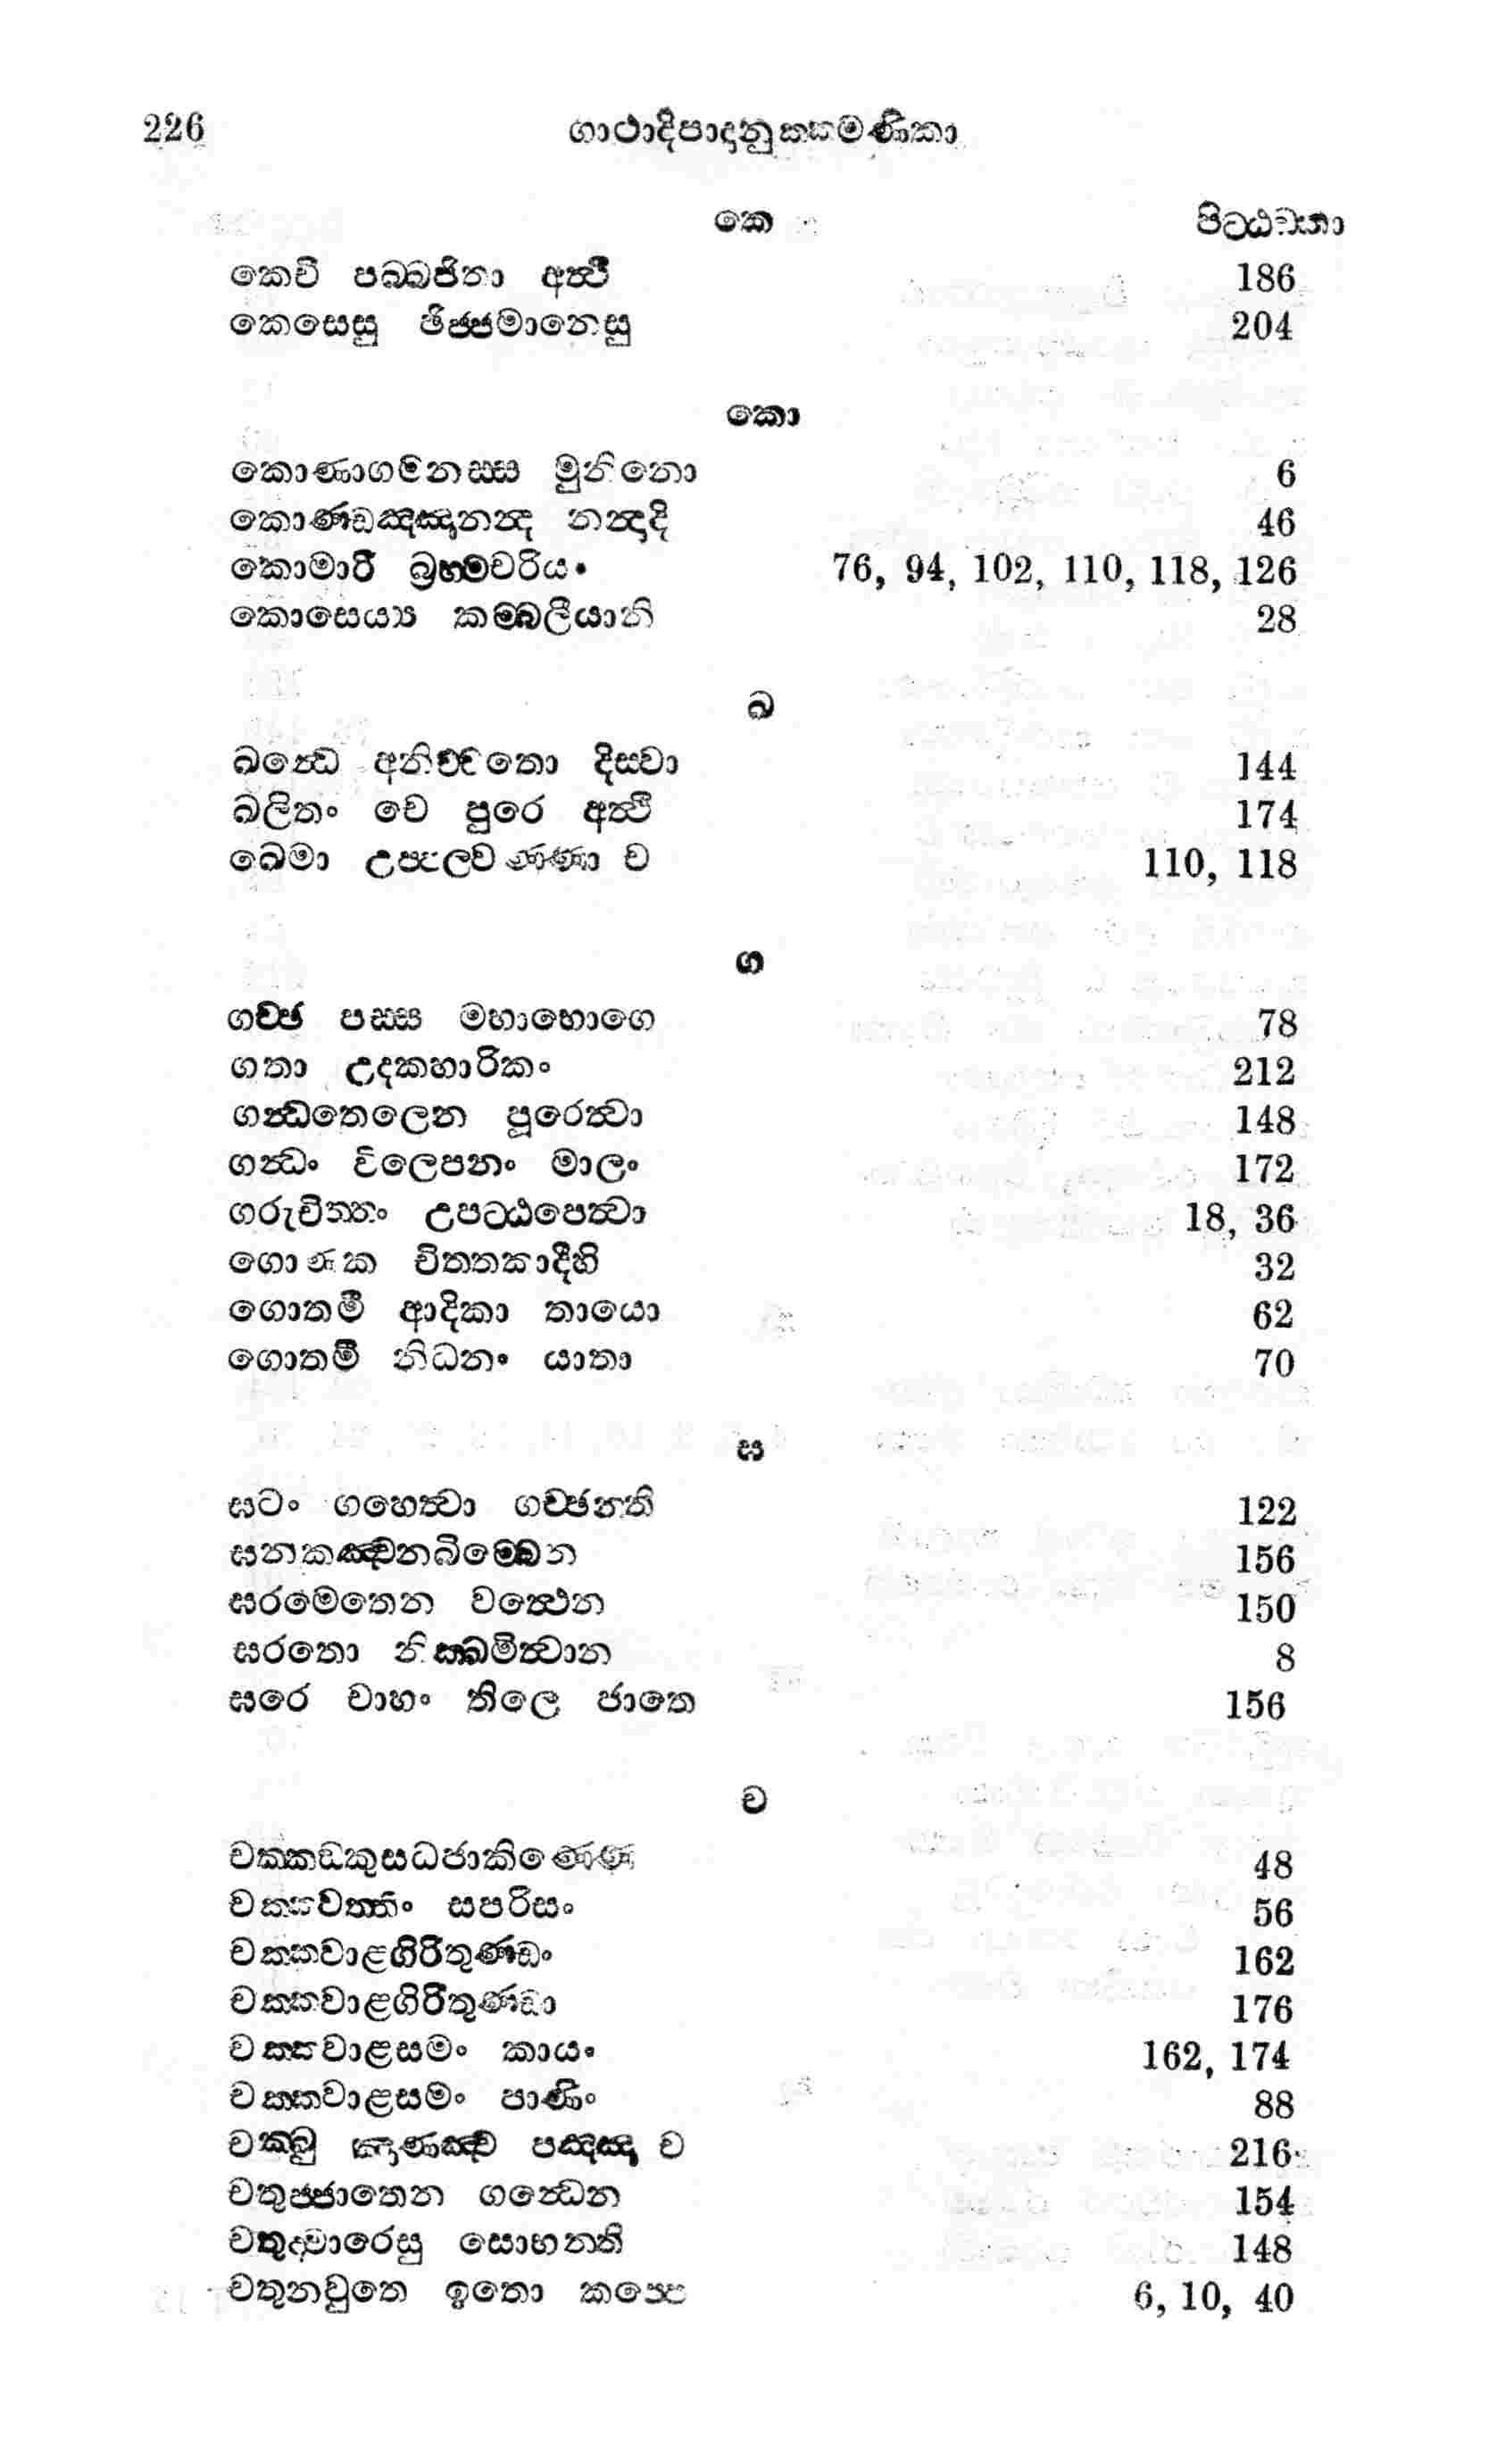 226 ගාථාදිපාදානුක්කමණිකා
කෙ පිට්ඨඞ්කා
කෙචි පබ්බජිතා අත්ථි 186
කෙසෙසු ඡිජ්ජමානෙසු 204
කො
කොණාගමනස්ස මුනිනො 6
කොණ්ඩඤ්ඤනන්ද නන්දාදි 46
කොමාරී බ්‍රහ්මචරියං 76, 94, 102, 110, 118, 126
කොසෙය්‍ය කම්බලීයානි 28
ඛ
ඛන්ධෙ අනිච්චතො දිස්වා 144
ඛලිතං චෙ පුරෙ අත්ථි 174
ඛෙමා උප්පලවණ්ණා ච 110, 118
ග
ගච්ඡ පස්ස මහාභොගෙ 78
ගතා උදකහාරිකං 212
ගන්ධතෙලෙන පූරෙත්වා 148
ගන්ධං විලෙපනං මාලං 172
ගරුචිත්තං උපට්ඨපෙත්වා 18, 36
ගොණක චිත්තකාදීහි 32
ගොතමී ආදිකා තායො 62
ගොතමී නිධනං යාතා 70
ඝ
ඝටං ගහෙත්වා ගච්ඡන්ති 122
ඝනකඤ්චනබිම්බෙන 156
ඝරමෙතෙන වත්ථෙන 150
ඝරතො නික්ඛමිත්වාන 8
ඝරෙ චාහං තිලෙ ජාතෙ 156
ච
චක්කඞ්කුසධජාකිණ්ණෙ 48
චක්කවත්තිං සපරිසං 56
චක්කවාළගිරිතුණ්ඩං 162
චක්කවාළගිරිතුණ්ඩා 176
චක්කවාළසමං කායං 162, 174
චක්කවාළසමං පාණිං 88
චක්ඛු ඤාණඤ්ච පඤ්ඤා ච 216
චතුජ්ජාතෙන ගන්ධෙන 154
චතුද්වාරෙසු සොභන්ති 148
චතුනවුතෙ ඉතො කප්පෙ 6, 10, 40